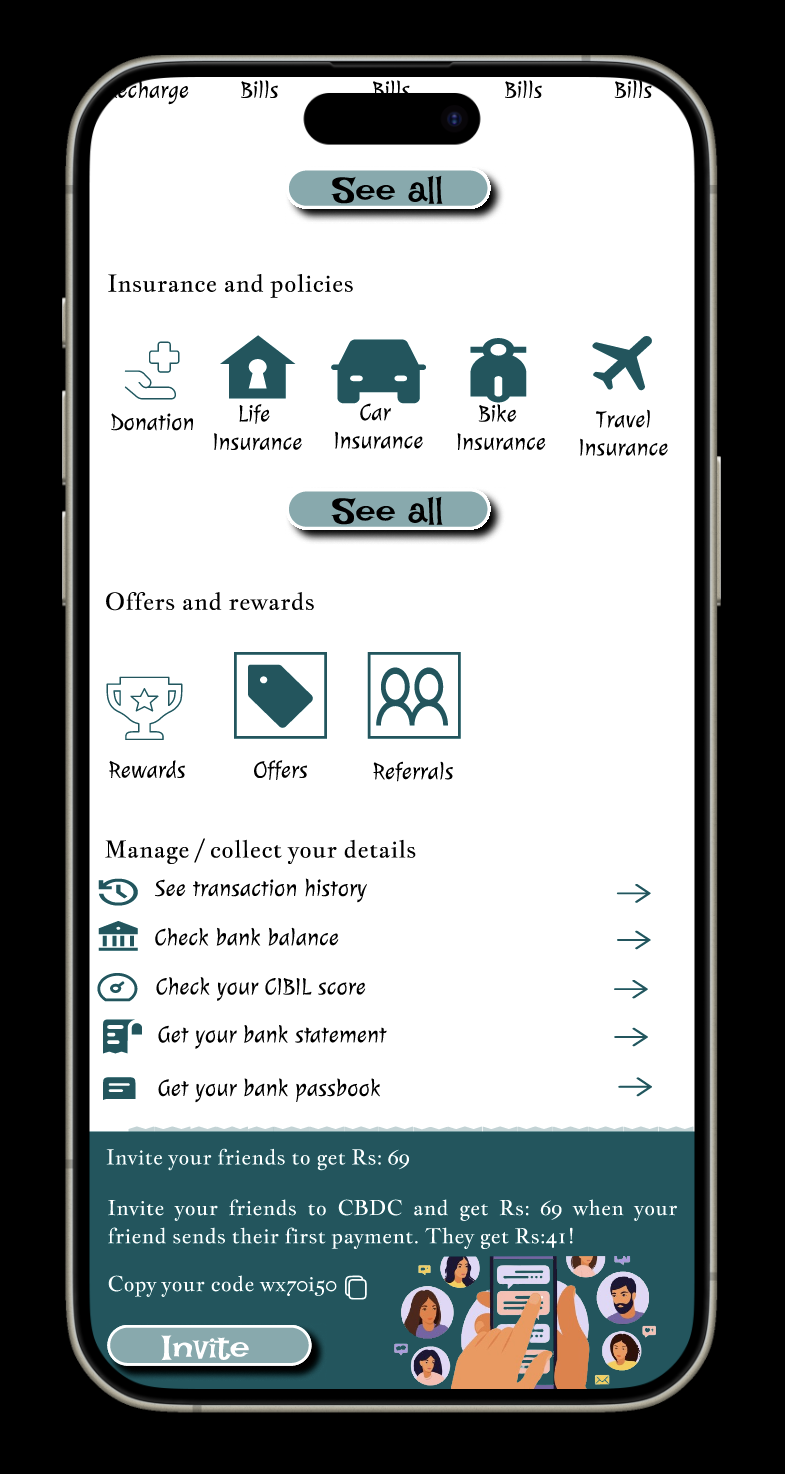 echarge Bills Bills Bills Bills
See all
Insurance and policies
Donation Life Insurance Car Insurance Bike Insurance Travel Insurance
See all
Offers and rewards
Rewards Offers Referrals
Manage / collect your details
See transaction history
Check bank balance
Check your CIBIL score
Get your bank statement
Get your bank passbook
Invite your friends to get Rs: 69
Invite your friends to CBDC and get Rs: 69 when your
friend sends their first payment. They get Rs:41!
Copy your code wx70i50
Invite